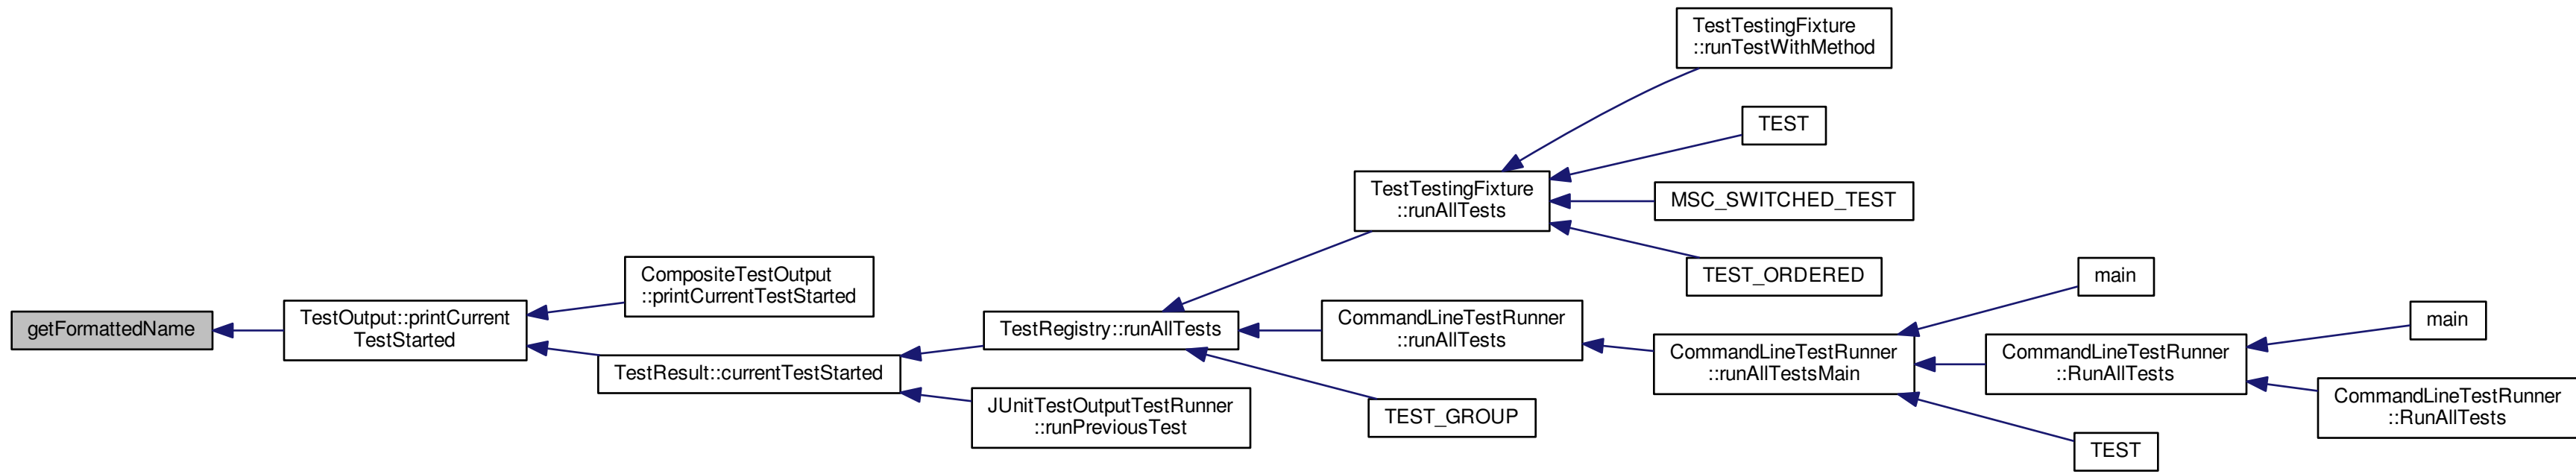 getFormattedName
TestOutput::printCurrent
TestStarted
CompositeTestOutput
::printCurrentTestStarted
TestResult::currentTestStarted
TestRegistry::runAllTests
JUnitTestOutputTestRunner
::runPreviousTest
TestTestingFixture
::runAllTests
TestTestingFixture
::runTestWithMethod
TEST
MSC_SWITCHED_TEST
TEST_ORDERED
CommandLineTestRunner
::runAllTests
TEST_GROUP
CommandLineTestRunner
::runAllTestsMain
main
CommandLineTestRunner
::RunAllTests
TEST
main
CommandLineTestRunner
::RunAllTests